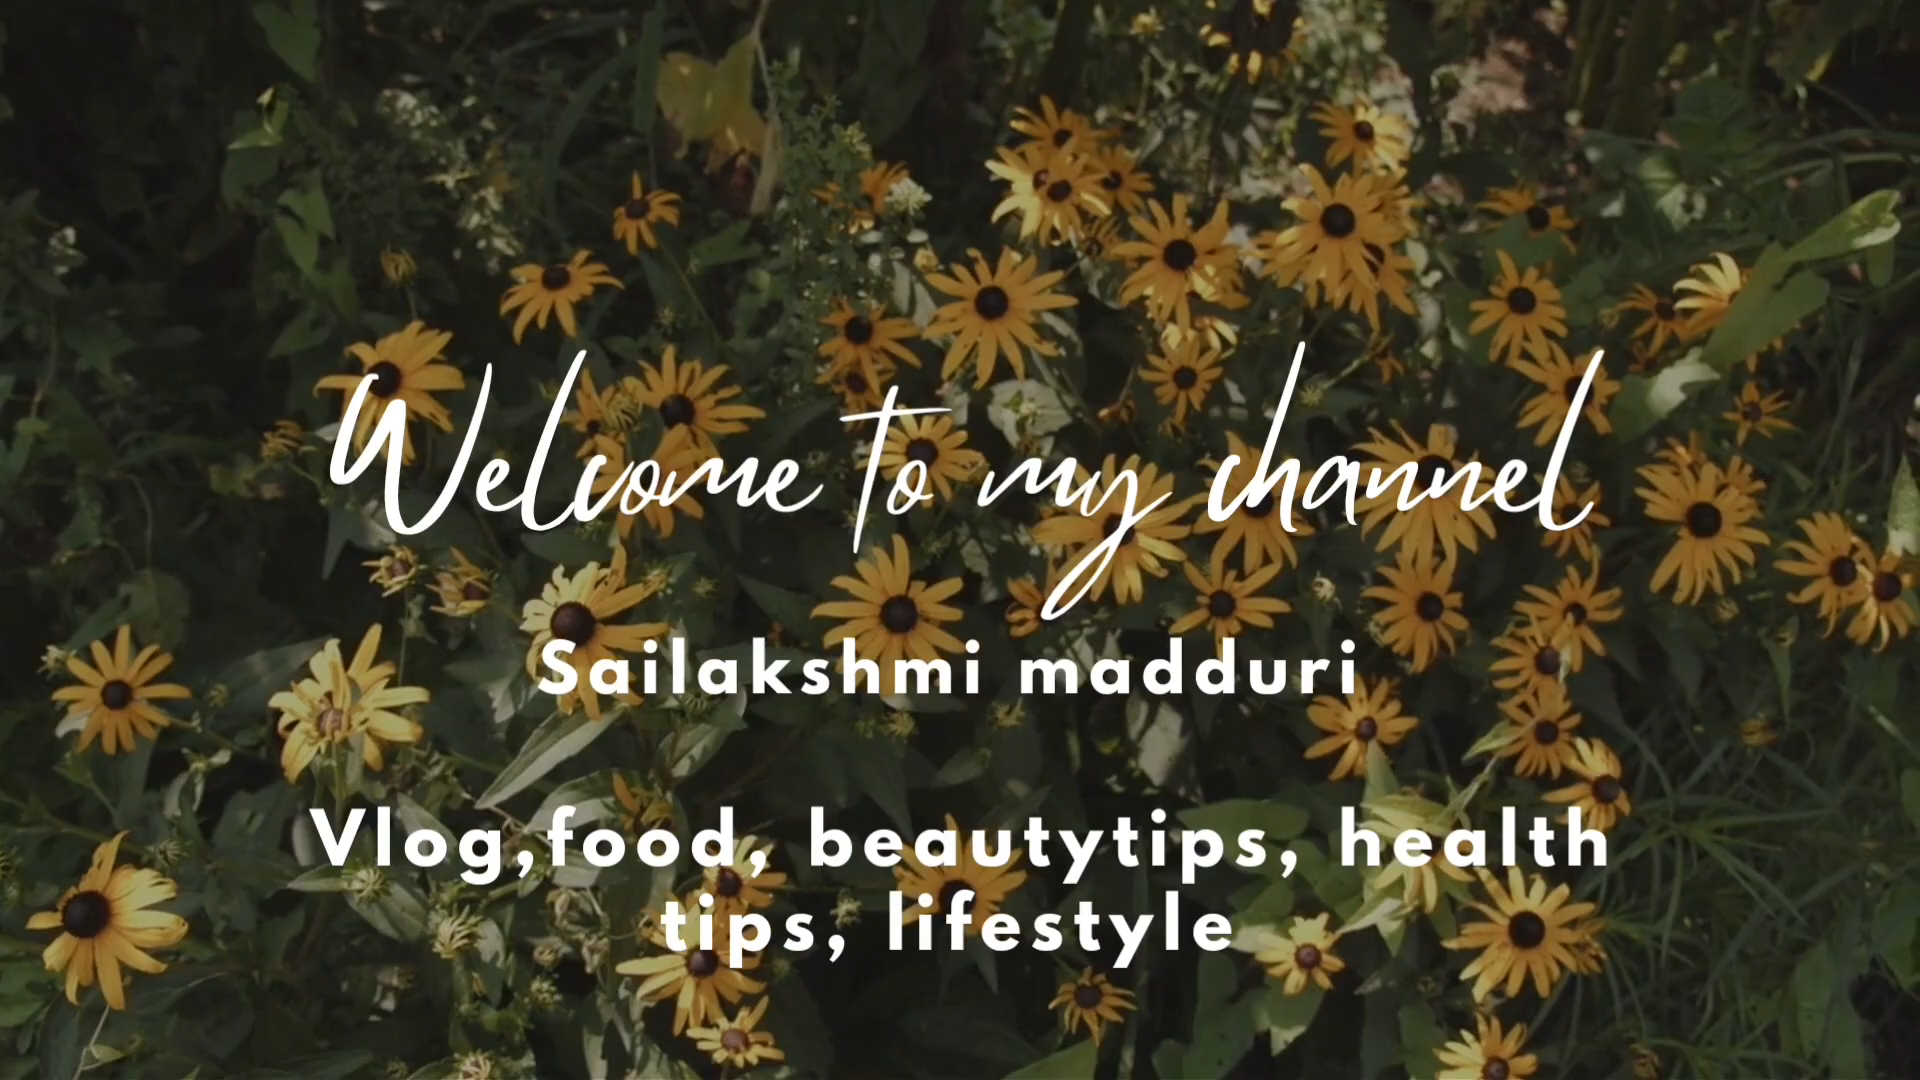 Welcome to my channel
Sailakshmi madduri
Vlog,food, beautytips, health
tips, lifestyle